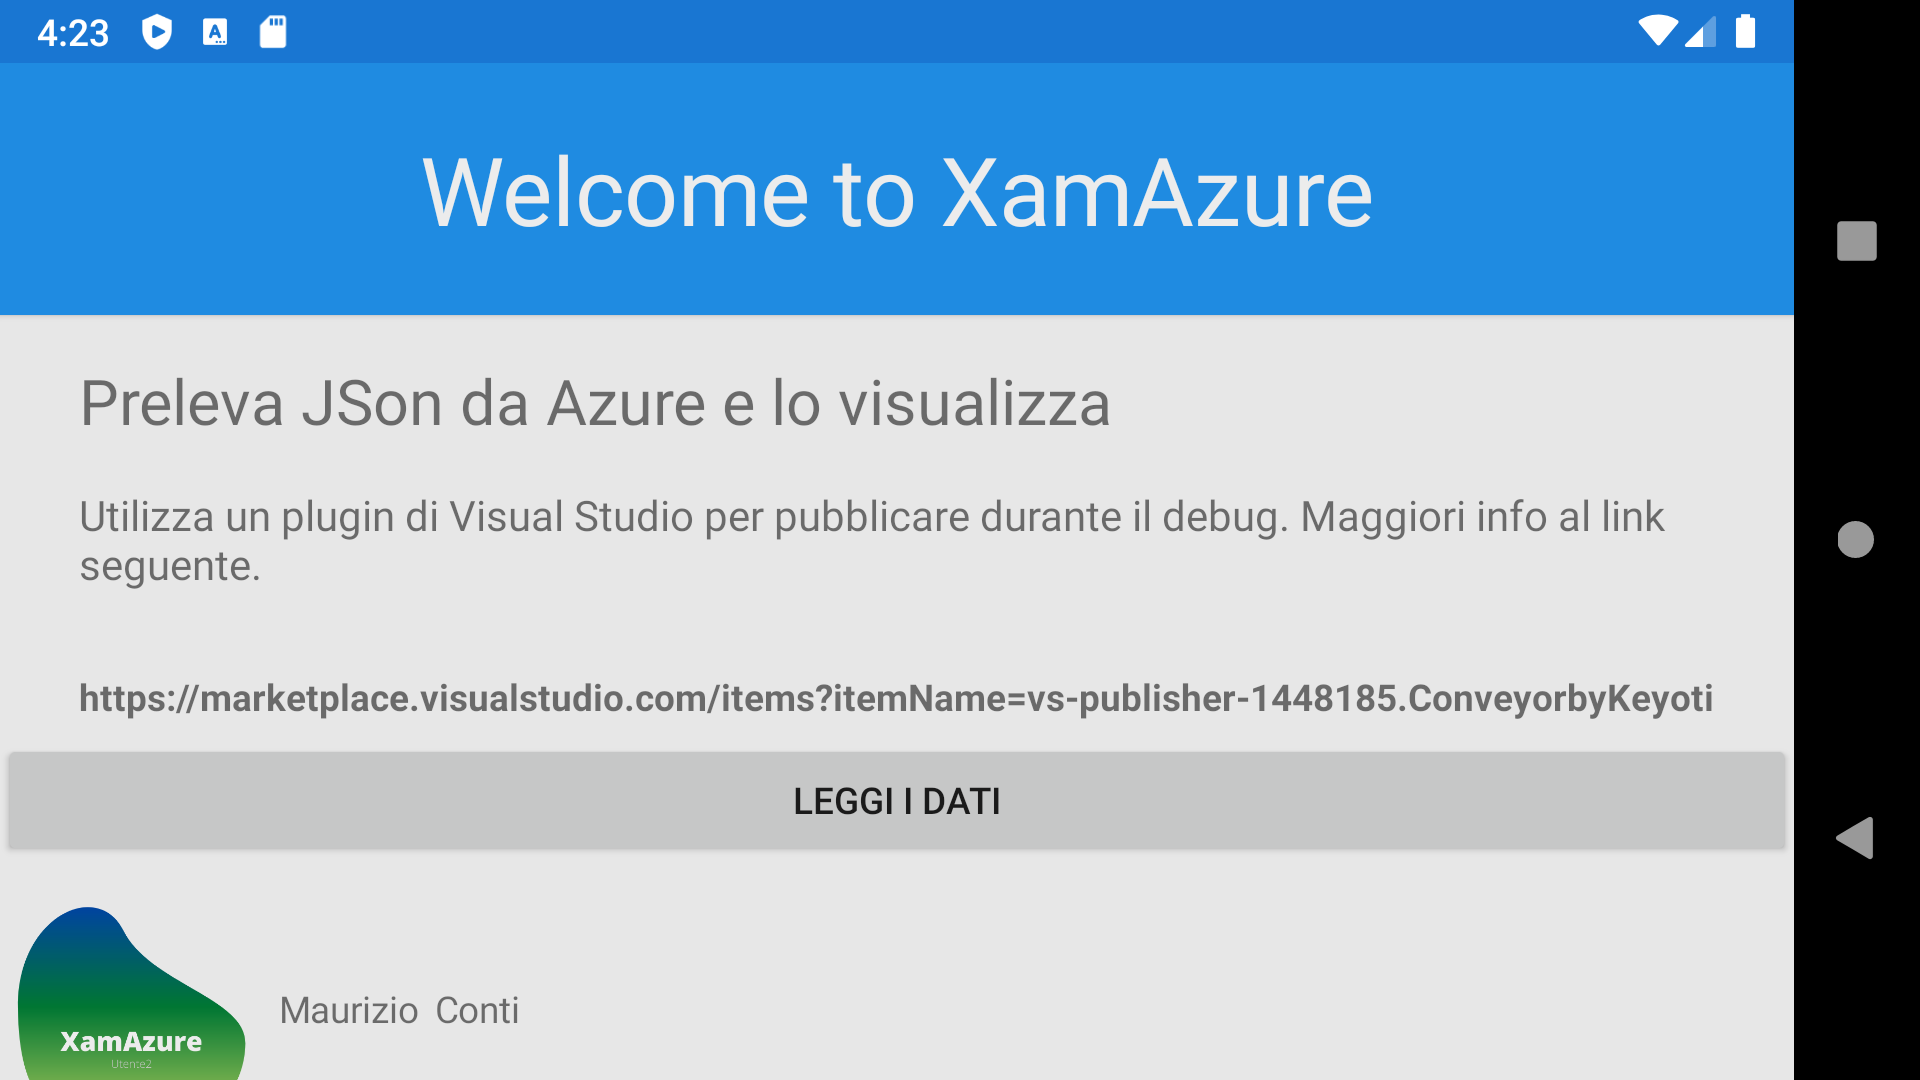 4:23
Welcome to XamAzure
Preleva JSon da Azure e lo visualizza
Utilizza un plugin di Visual Studio per pubblicare durante il debug. Maggiori info al link
seguente.
https://marketplace.visualstudio.com/items?itemName=vs-publisher-1448185.ConveyorbyKeyoti
LEGGI I DATI
Maurizio Conti
XamAzure
Utente2